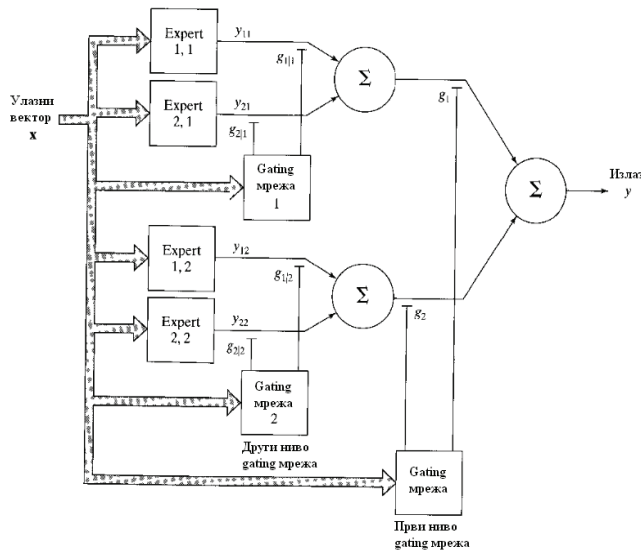 Улазни
вектор
x
Expert
1, 1
y11
g1|1
Σ
Expert
2, 1
y21
g2|1
g1
Gating
мрежа
1
Излаз
y
Σ
Expert
1, 2
y12
g1|2
Σ
Expert
2, 2
y22
g2|2
g2
Gating
мрежа
2
Други ниво
gating мрежа
Gating
мрежа
Први ниво
gating мрежа